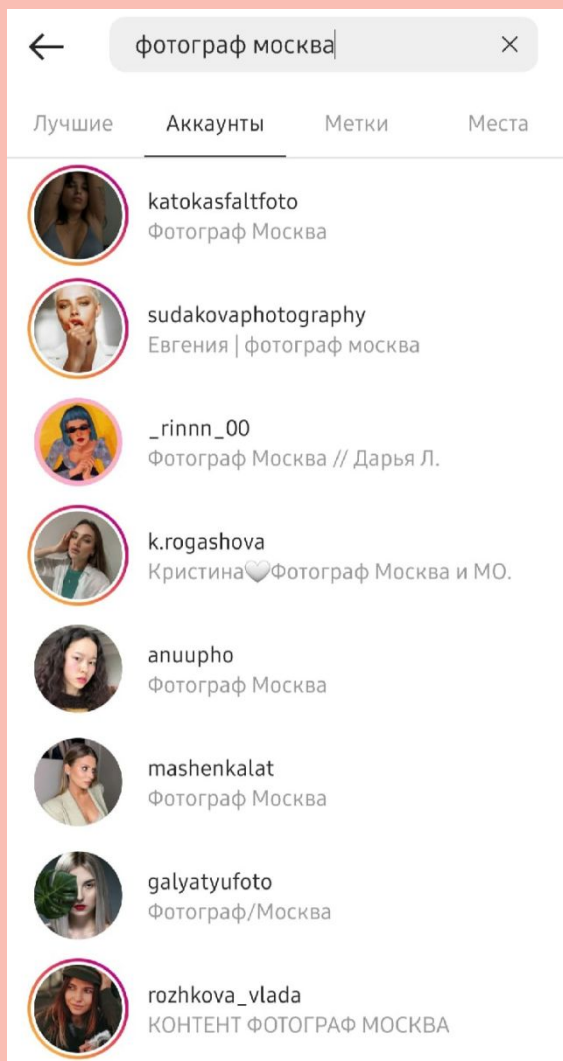 фотограф москва
Лучшие
Аккаунты
Метки
Места
katokasfaltfoto
Фотограф Москва
sudakovaphotography
Евгения | фотограф москва
_rinnn_00
Фотограф Москва // Дарья Л.
k.rogashova
Кристина🤍Фотограф Москва и МО.
anuupho
Фотограф Москва
mashenkalat
Фотограф Москва
galyatyufoto
Фотограф/Москва
rozhkova_vlada
КОНТЕНТ ФОТОГРАФ МОСКВА